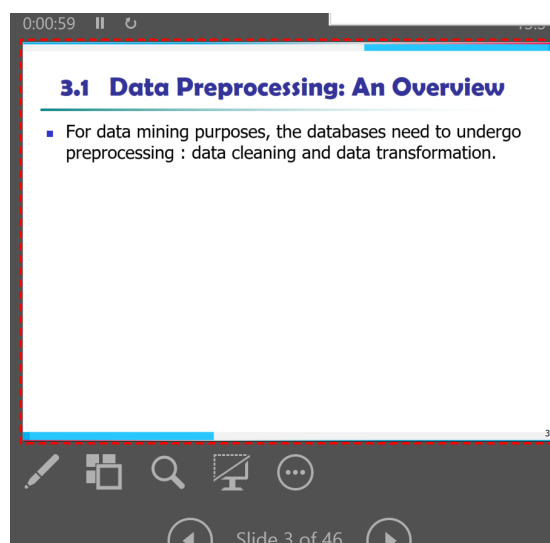 0:00:59
3.1 Data Preprocessing: An Overview
▪ For data mining purposes, the databases need to undergo
preprocessing : data cleaning and data transformation.
3
Slide 3 of 46